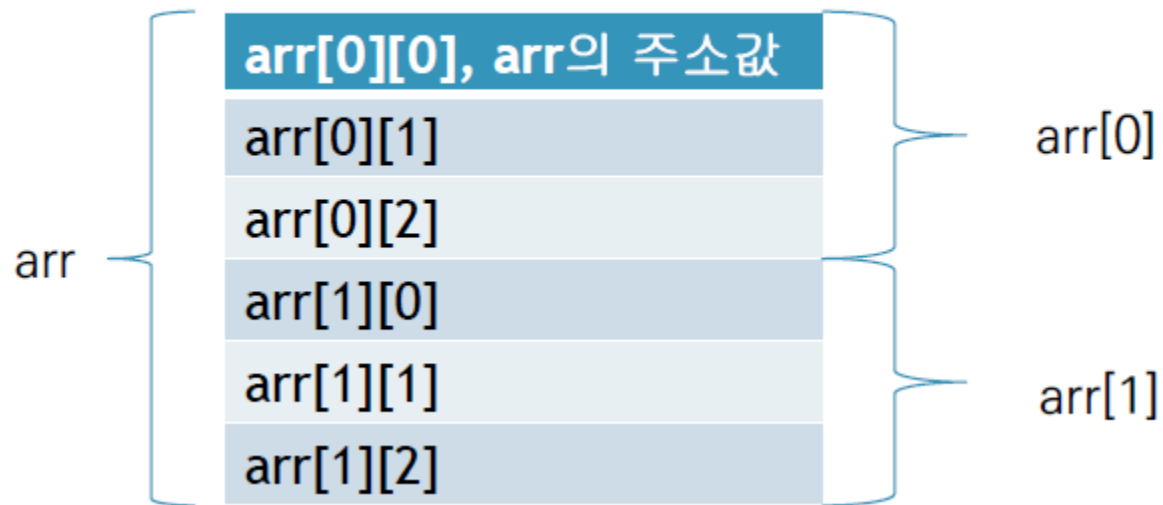 arr[0][0], arr의 주소값
arr[0][1]
arr[0][2]
arr[1][0]
arr[1][1]
arr[1][2]
arr
arr[0]
arr[1]